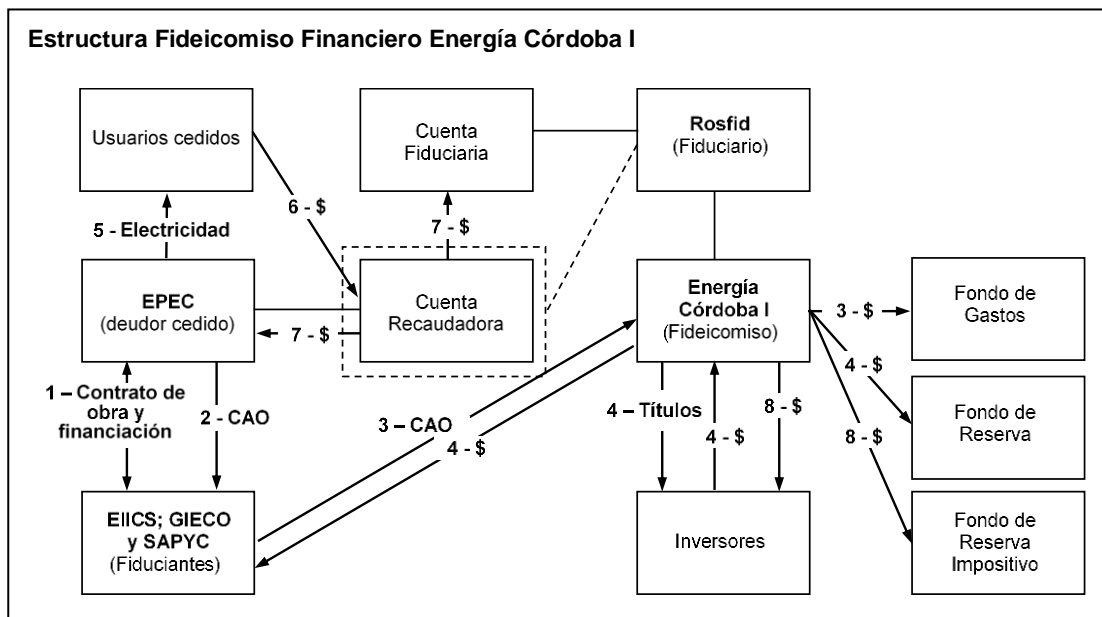 Estructura Fideicomiso Financiero Energía Córdoba I
Usuarios cedidos
Cuenta
Fiduciaria
Rosfid
(Fiduciario)
6 - $
5 - Electricidad
7 - $
EPEC
(deudor cedido)
Cuenta
Recaudadora
7 - $
Energía
Córdoba I
(Fideicomiso)
3 - $
Fondo de
Gastos
4 - $
8 - $
Fondo de
Reserva
1 – Contrato de
obra y
financiación
2 - CAO
3 – CAO
4 - $
4 – Títulos
4 - $
8 - $
EIICS; GIECO
y SAPYC
(Fiduciantes)
Inversores
Fondo de
Reserva
Impositivo